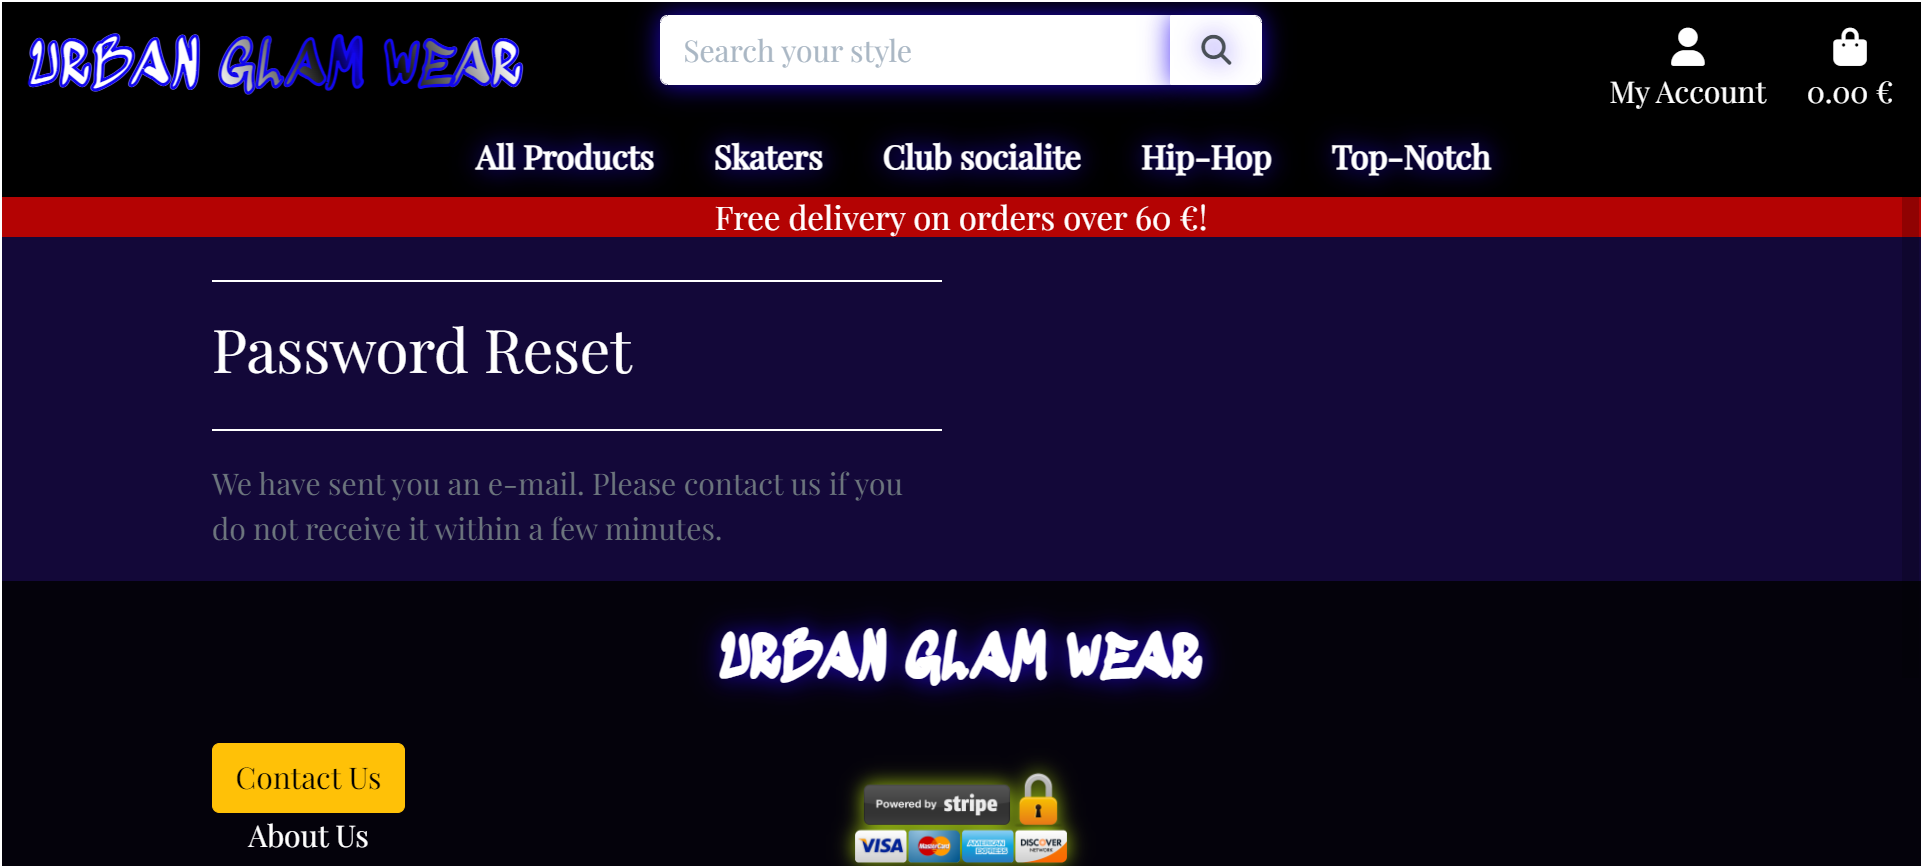 URBAN GLAM WEAR
Search your style
My Account
0.00 €
All Products
Skaters
Club socialite
Hip-Hop
Top-Notch
Free delivery on orders over 60 €!
Password Reset
We have sent you an e-mail. Please contact us if you
do not receive it within a few minutes.
URBAN GLAM WEAR
Contact Us
About Us
Powered by stripe
VISA
MasterCard
AMERICAN
EXPRESS
DISCOVER
NETWORK